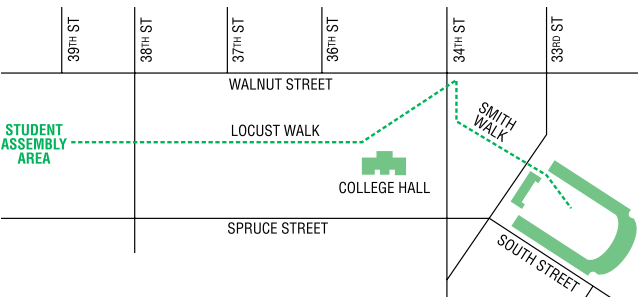 39TH ST
38TH ST
37TH ST
36TH ST
34TH ST
33RD ST
WALNUT STREET
SMITH
WALK
STUDENT
ASSEMBLY
AREA
LOCUST WALK
COLLEGE HALL
SPRUCE STREET
SOUTH STREET